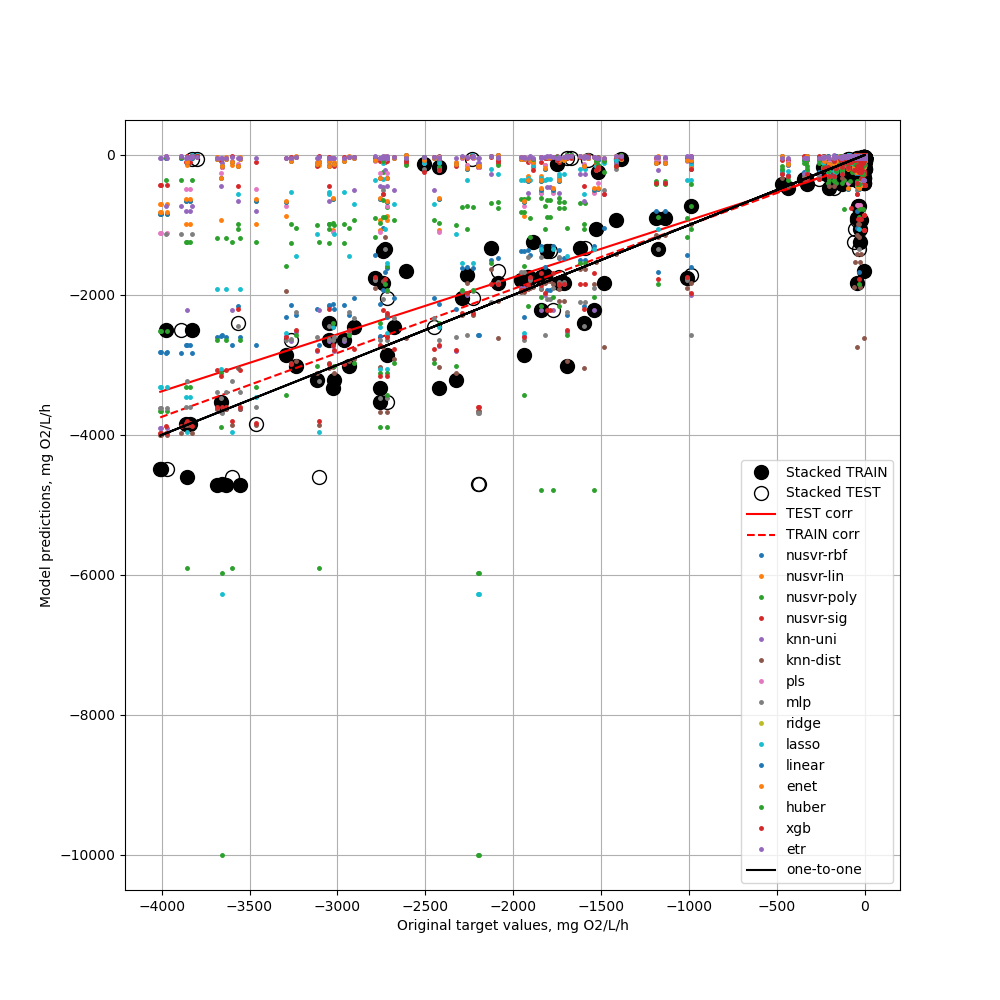 0
−2000
−4000
−6000
−8000
−10000
Model predictions, mg O2/L/h
−4000 −3500 −3000 −2500 −2000 −1500 −1000 −500 0
Original target values, mg O2/L/h
Stacked TRAIN
Stacked TEST
TEST corr
TRAIN corr
nusvr-rbf
nusvr-lin
nusvr-poly
nusvr-sig
knn-uni
knn-dist
pls
mlp
ridge
lasso
linear
enet
huber
xgb
etr
one-to-one